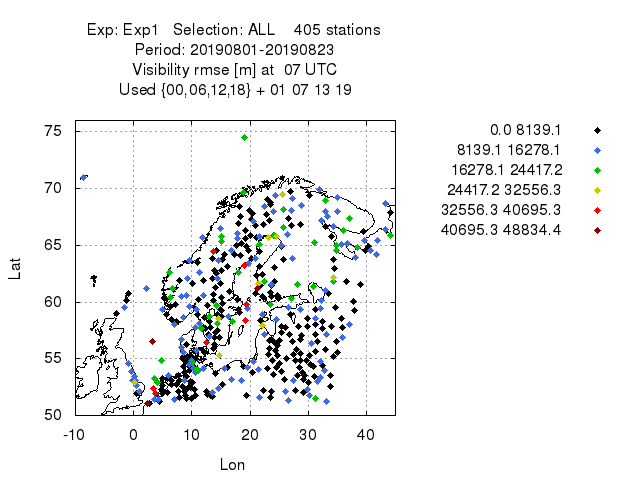 Exp: Exp1   Selection: ALL    405 stations
Period: 20190801-20190823
Visibility rmse [m] at  07 UTC
Used {00,06,12,18} + 01 07 13 19
0.0 8139.1
8139.1 16278.1
16278.1 24417.2
24417.2 32556.3
32556.3 40695.3
40695.3 48834.4
75
70
65
60
55
50
Lat
-10 0 10 20 30 40
Lon